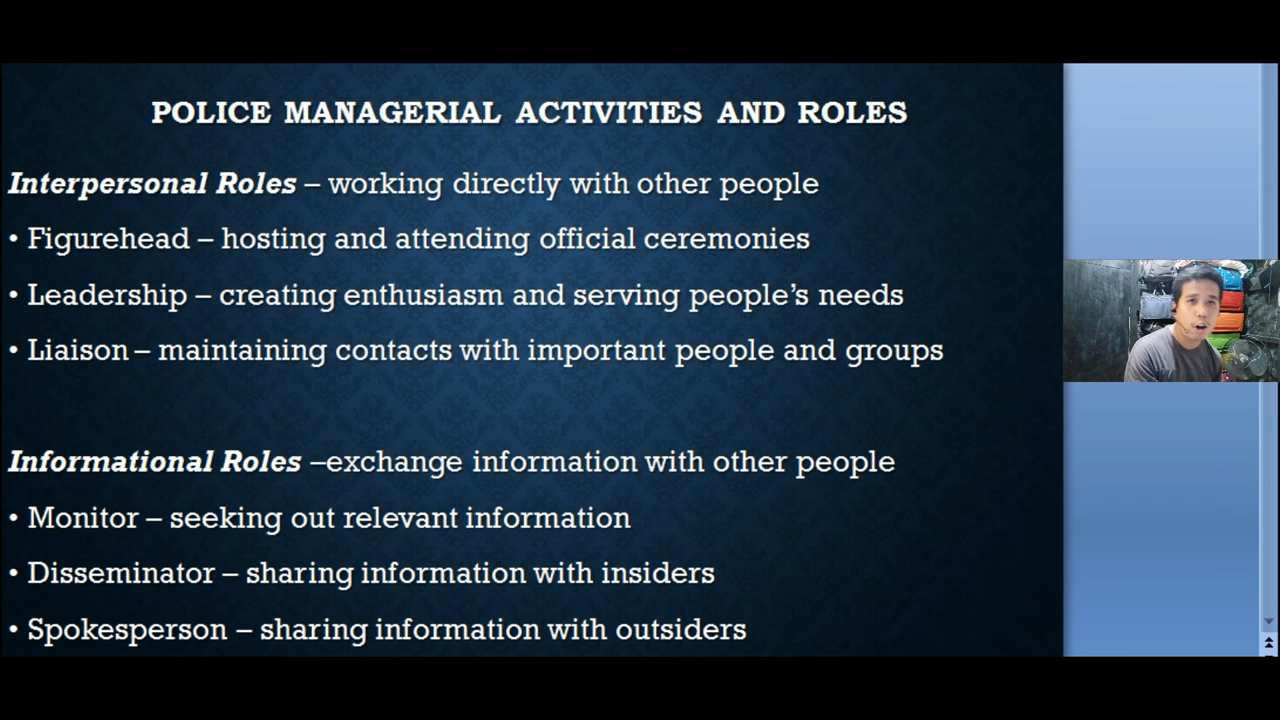 POLICE MANAGERIAL ACTIVITIES AND ROLES
Interpersonal Roles – working directly with other people
• Figurehead – hosting and attending official ceremonies
• Leadership – creating enthusiasm and serving people’s needs
• Liaison – maintaining contacts with important people and groups
Informational Roles –exchange information with other people
• Monitor – seeking out relevant information
• Disseminator – sharing information with insiders
• Spokesperson – sharing information with outsiders